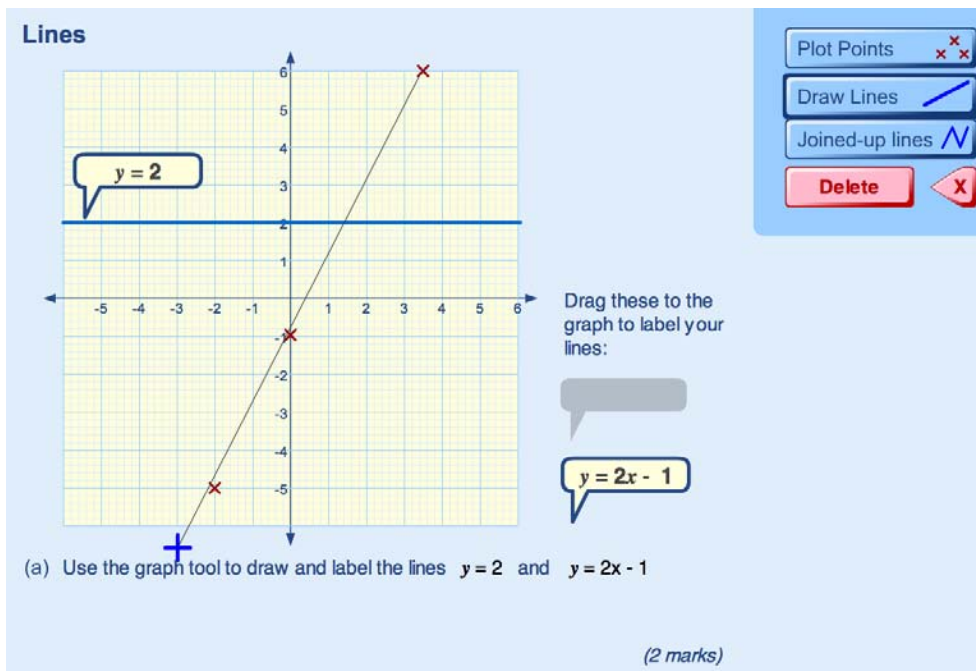 Lines
Plot Points
Draw Lines
Joined-up lines
Delete
X
y = 2
6
5
4
3
2
1
-5 -4 -3 -2 -1 0 1 2 3 4 5 6
-1
-2
-3
-4
-5
Drag these to the
graph to label your
lines:
y = 2x - 1
(a) Use the graph tool to draw and label the lines y = 2 and y = 2x - 1
(2 marks)